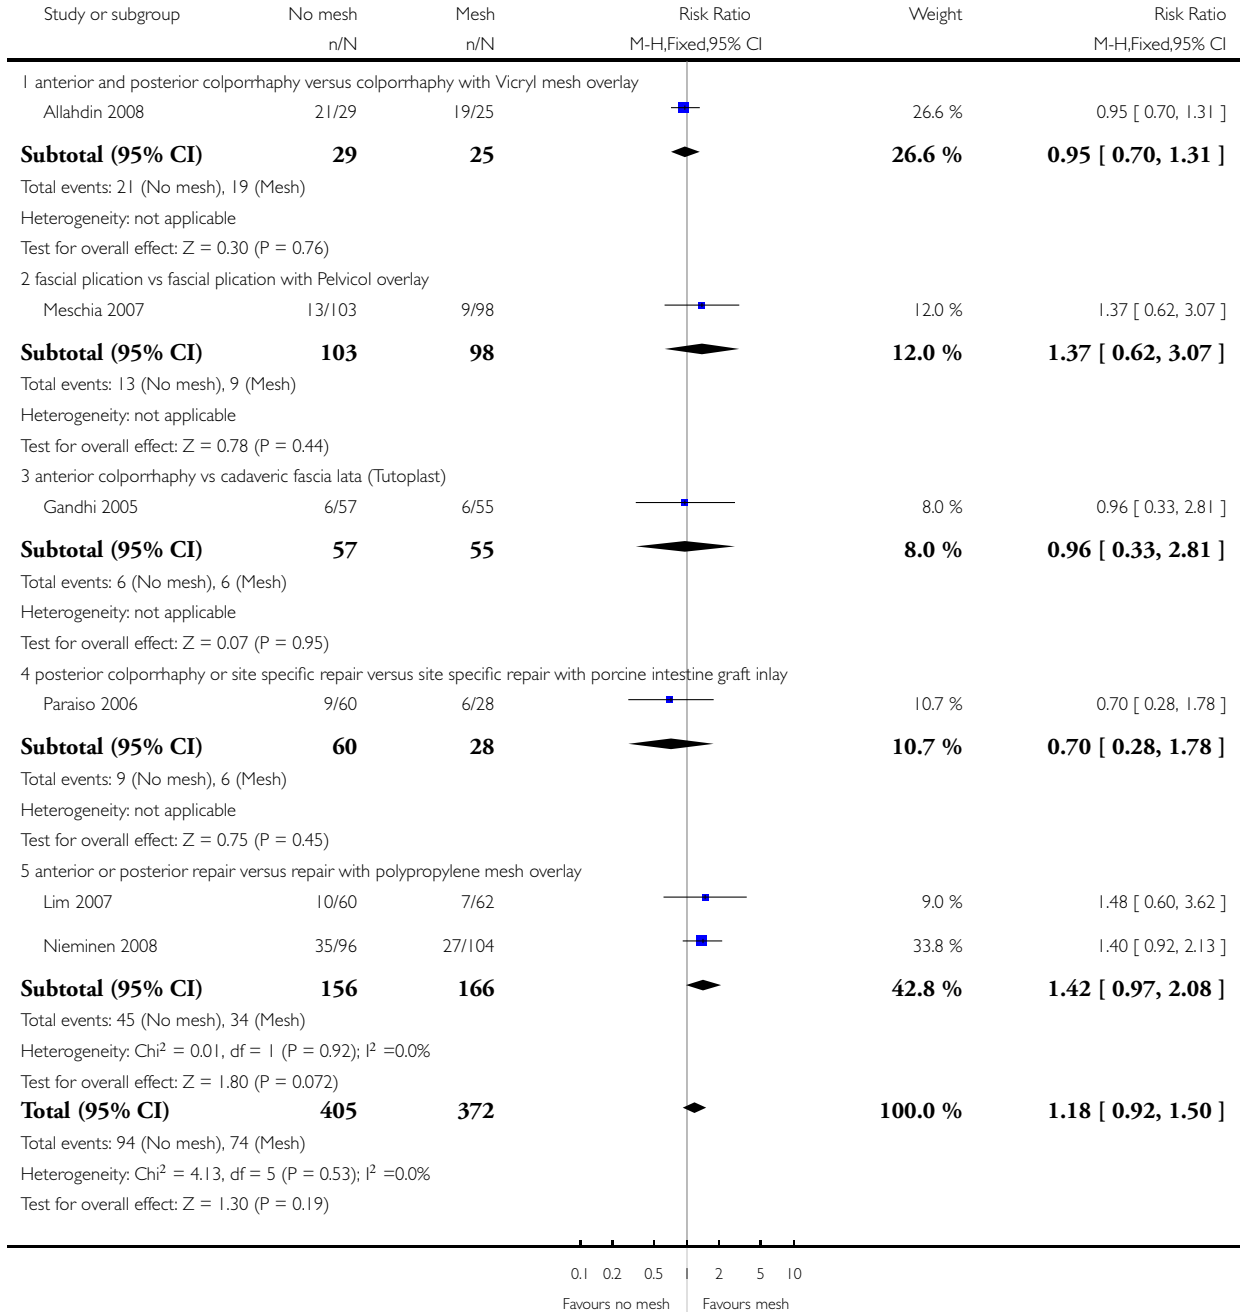 Study or subgroup No mesh Mesh Risk Ratio Weight Risk Ratio
n/N n/N M-H,Fixed,95% CI M-H,Fixed,95% CI
1 anterior and posterior colporrhaphy versus colporrhaphy with Vicryl mesh overlay
Allahdin 2008 21/29 19/25 26.6 % 0.95 [ 0.70, 1.31 ]
Subtotal (95% CI) 29 25 26.6 % 0.95 [ 0.70, 1.31 ]
Total events: 21 (No mesh), 19 (Mesh)
Heterogeneity: not applicable
Test for overall effect: Z = 0.30 (P = 0.76)
2 fascial plication vs fascial plication with Pelvicol overlay
Meschia 2007 13/103 9/98 12.0 % 1.37 [ 0.62, 3.07 ]
Subtotal (95% CI) 103 98 12.0 % 1.37 [ 0.62, 3.07 ]
Total events: 13 (No mesh), 9 (Mesh)
Heterogeneity: not applicable
Test for overall effect: Z = 0.78 (P = 0.44)
3 anterior colporrhaphy vs cadaveric fascia lata (Tutoplast)
Gandhi 2005 6/57 6/55 8.0 % 0.96 [ 0.33, 2.81 ]
Subtotal (95% CI) 57 55 8.0 % 0.96 [ 0.33, 2.81 ]
Total events: 6 (No mesh), 6 (Mesh)
Heterogeneity: not applicable
Test for overall effect: Z = 0.07 (P = 0.95)
4 posterior colporrhaphy or site specific repair versus site specific repair with porcine intestine graft inlay
Paraiso 2006 9/60 6/28 10.7 % 0.70 [ 0.28, 1.78 ]
Subtotal (95% CI) 60 28 10.7 % 0.70 [ 0.28, 1.78 ]
Total events: 9 (No mesh), 6 (Mesh)
Heterogeneity: not applicable
Test for overall effect: Z = 0.75 (P = 0.45)
5 anterior or posterior repair versus repair with polypropylene mesh overlay
Lim 2007 10/60 7/62 9.0 % 1.48 [ 0.60, 3.62 ]
Nieminen 2008 35/96 27/104 33.8 % 1.40 [ 0.92, 2.13 ]
Subtotal (95% CI) 156 166 42.8 % 1.42 [ 0.97, 2.08 ]
Total events: 45 (No mesh), 34 (Mesh)
Heterogeneity: Chi² = 0.01, df = 1 (P = 0.92); I² =0.0%
Test for overall effect: Z = 1.80 (P = 0.072)
Total (95% CI) 405 372 100.0 % 1.18 [ 0.92, 1.50 ]
Total events: 94 (No mesh), 74 (Mesh)
Heterogeneity: Chi² = 4.13, df = 5 (P = 0.53); I² =0.0%
Test for overall effect: Z = 1.30 (P = 0.19)
0.1 0.2 0.5 1 2 5 10
Favours no mesh Favours mesh